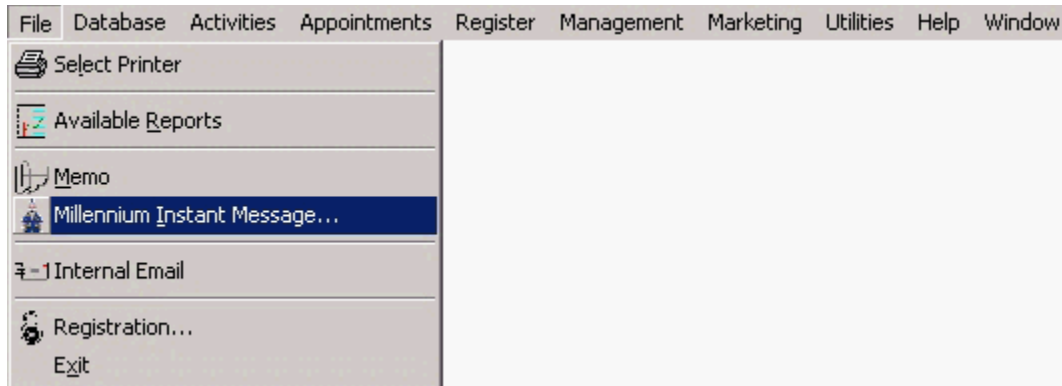 File Database Activities Appointments Register Management Marketing Utilities Help Window
Select Printer
Available Reports
Memo
Millennium Instant Message...
Internal Email
Registration...
Exit